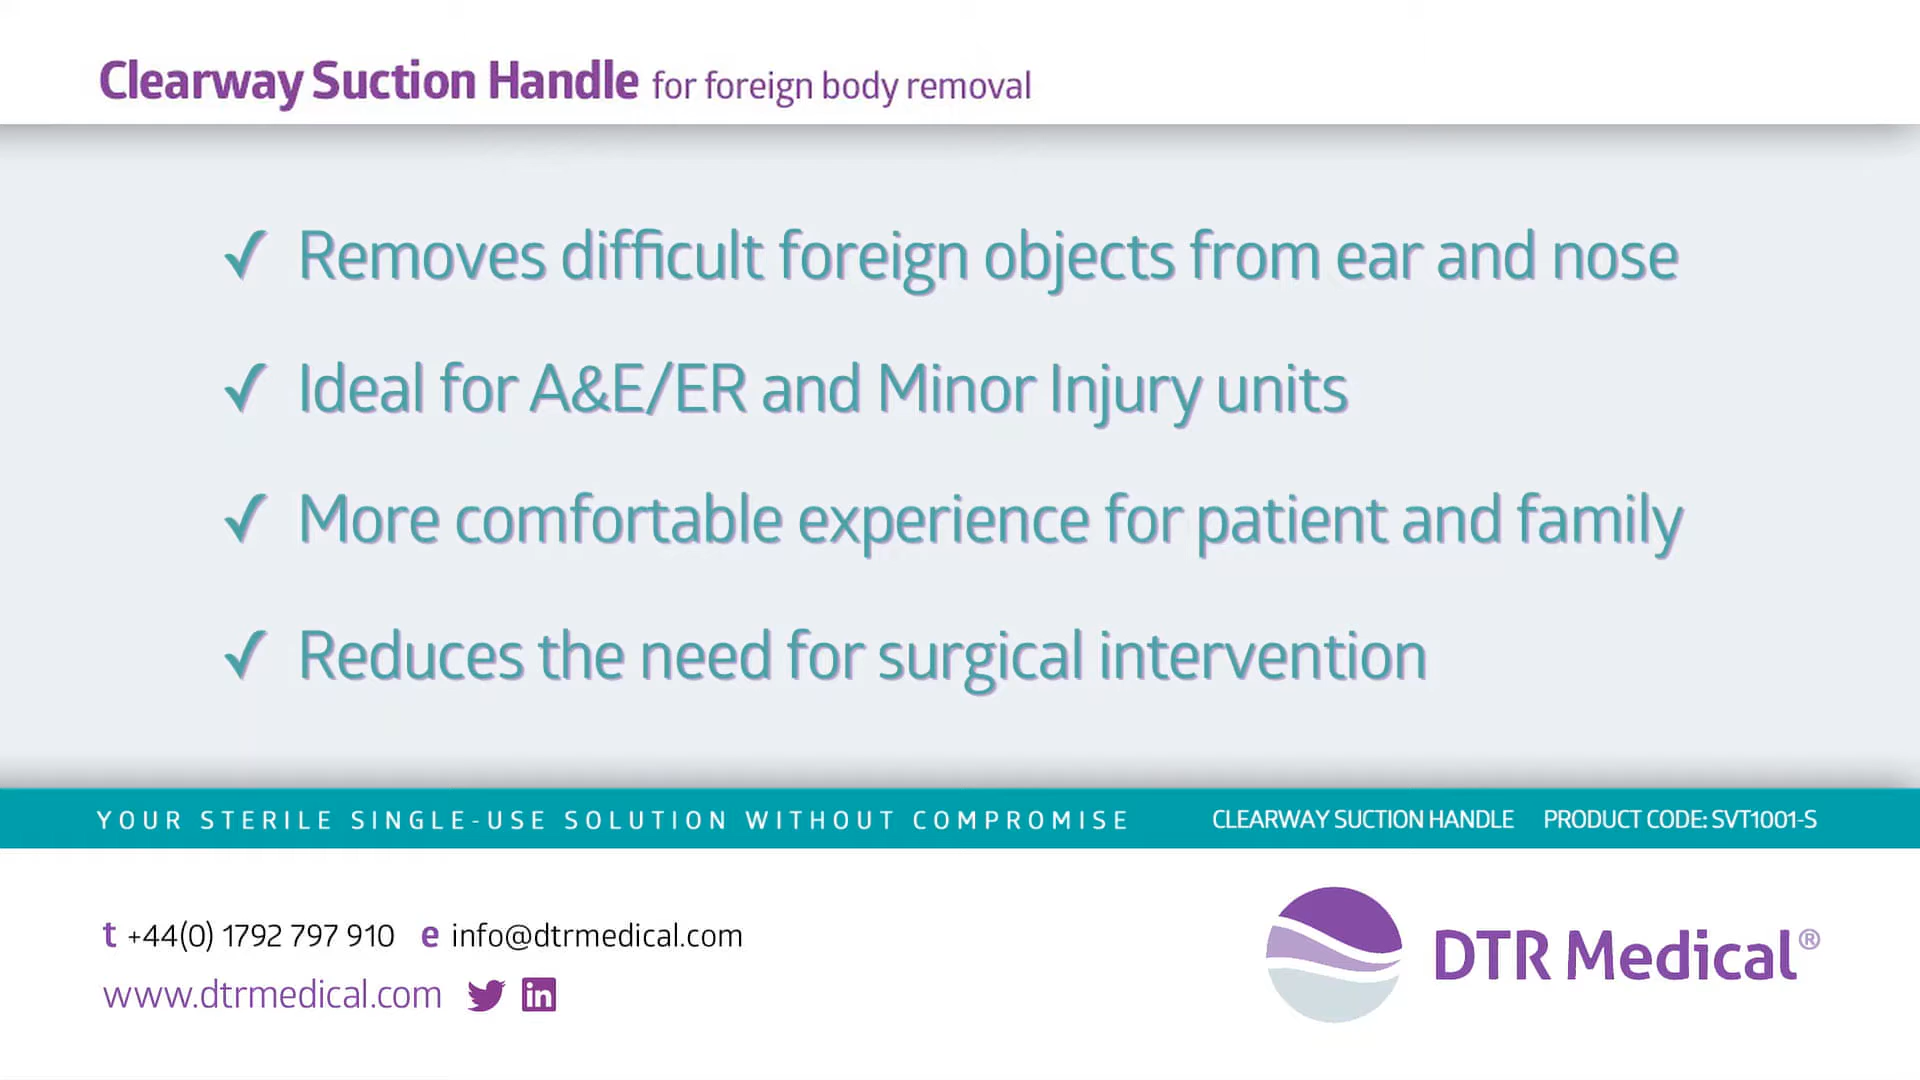 Clearway Suction Handle for foreign body removal
✓ Removes difficult foreign objects from ear and nose
✓ Ideal for A&E/ER and Minor Injury units
✓ More comfortable experience for patient and family
✓ Reduces the need for surgical intervention
YOUR STERILE SINGLE-USE SOLUTION WITHOUT COMPROMISE CLEARWAY SUCTION HANDLE PRODUCT CODE: SVT1001-S
t +44(0) 1792 797 910 e info@dtrmedical.com
www.dtrmedical.com in
DTR Medical®